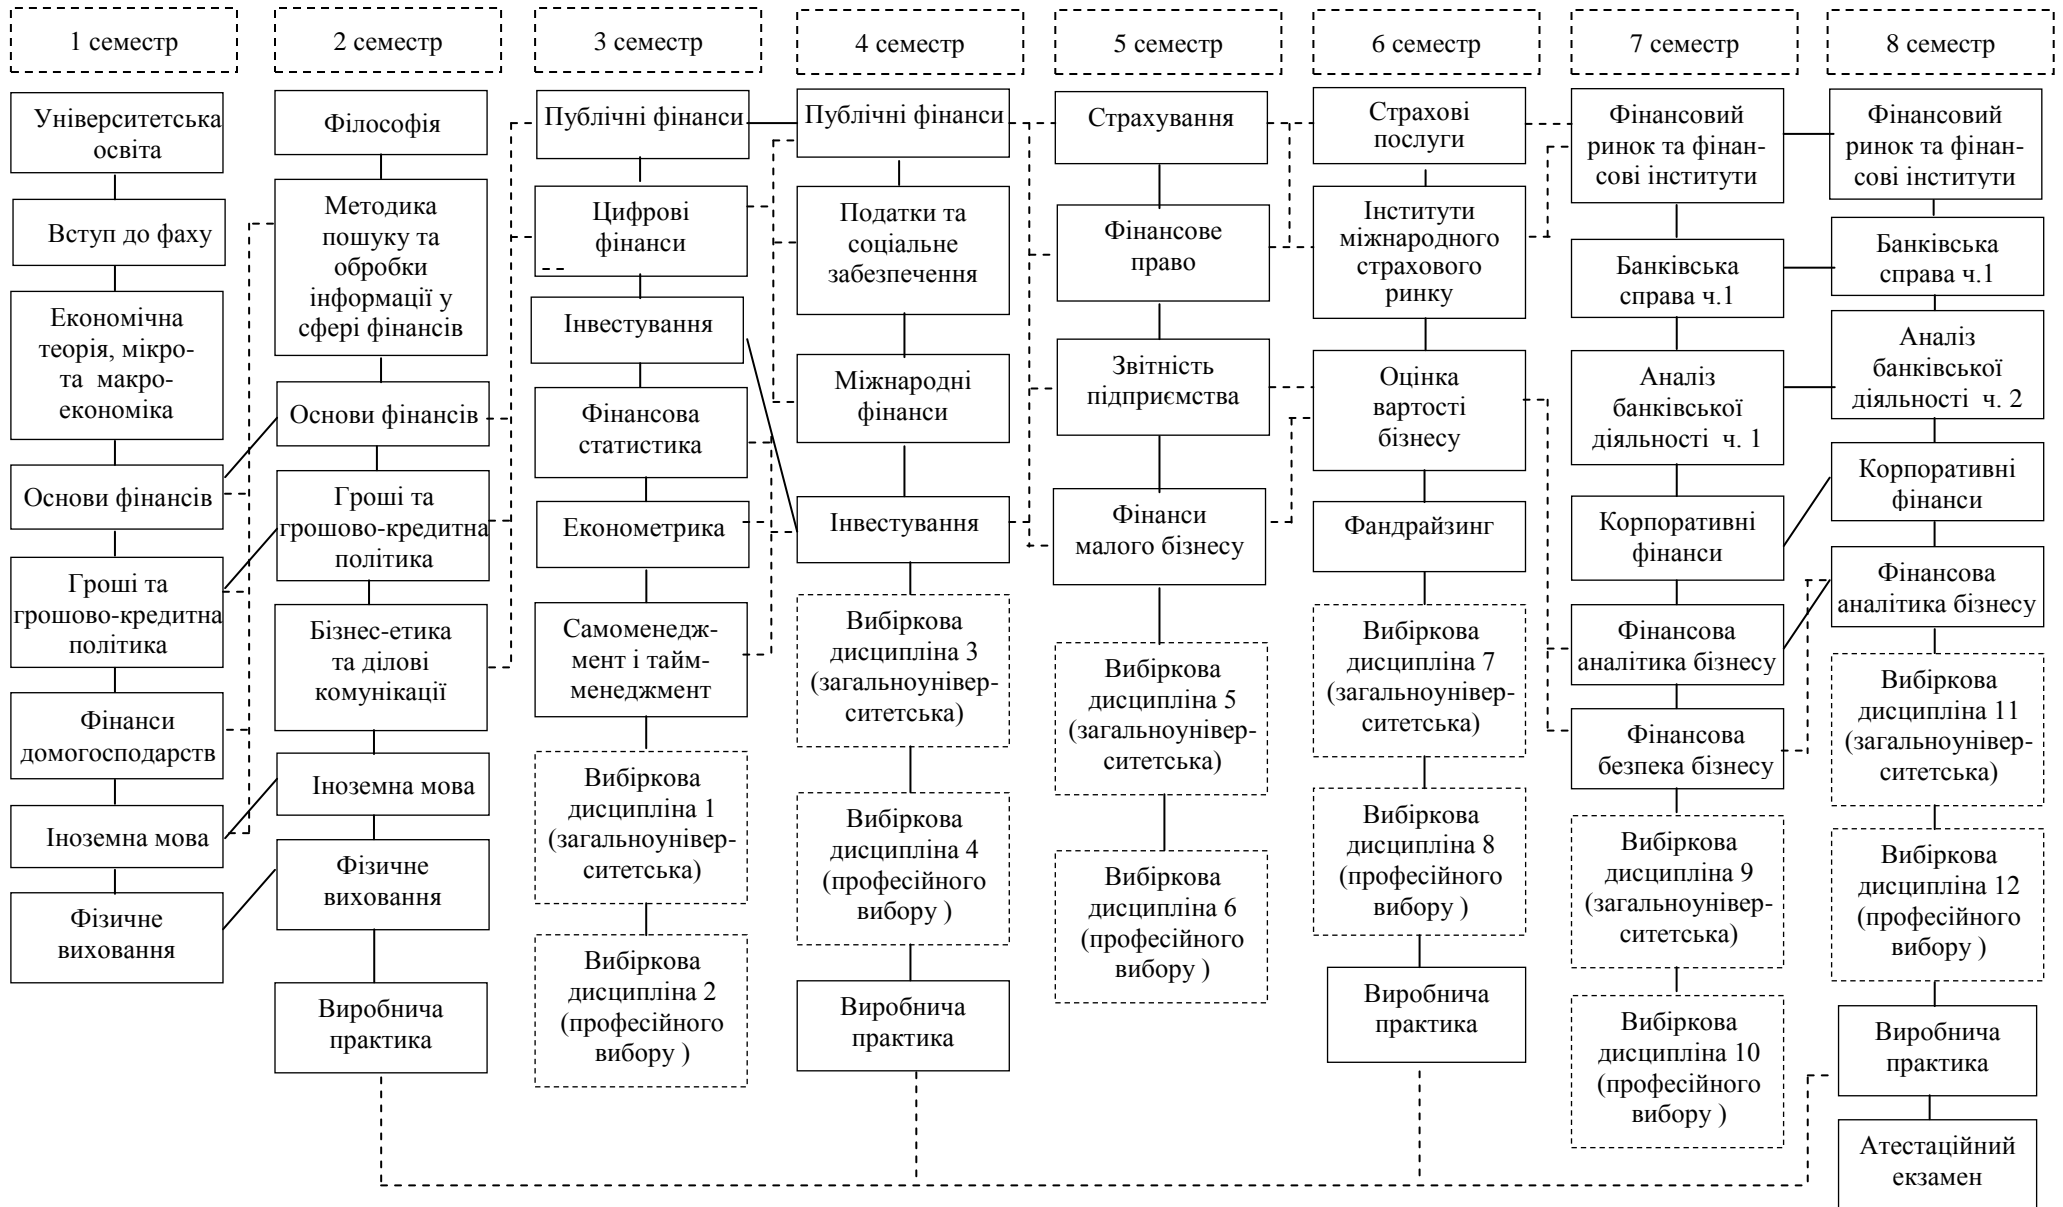 1 семестр
2 семестр
3 семестр
4 семестр
5 семестр
6 семестр
7 семестр
8 семестр
Університетська
освіта
Вступ до фаху
Економічна
теорія, мікро-
та макро-
економіка
Основи фінансів
Гроші та
грошово-кредитна
політика
Фінанси
домогосподарств
Іноземна мова
Фізичне
виховання
Філософія
Методика
пошуку та
обробки
інформації у
сфері фінансів
Основи фінансів
Гроші та
грошово-кредитна
політика
Бізнес-етика
та ділові
комунікації
Іноземна мова
Фізичне
виховання
Виробнича
практика
Публічні фінанси
Цифрові
фінанси
Інвестування
Фінансова
статистика
Економетрика
Самоменедж-
мент і тайм-
менеджмент
Вибіркова
дисципліна 1
(загальноунівер-
ситетська)
Вибіркова
дисципліна 2
(професійного
вибору )
Публічні фінанси
Податки та
соціальне
забезпечення
Міжнародні
фінанси
Інвестування
Вибіркова
дисципліна 3
(загальноунівер-
ситетська)
Вибіркова
дисципліна 4
(професійного
вибору )
Виробнича
практика
Страхування
Фінансове
право
Звітність
підприємства
Фінанси
малого бізнесу
Вибіркова
дисципліна 5
(загальноунівер-
ситетська)
Вибіркова
дисципліна 6
(професійного
вибору )
Страхові
послуги
Інститути
міжнародного
страхового
ринку
Оцінка
вартості
бізнесу
Фандрайзинг
Вибіркова
дисципліна 7
(загальноунівер-
ситетська)
Вибіркова
дисципліна 8
(професійного
вибору )
Виробнича
практика
Фінансовий
ринок та фінан-
сові інститути
Банківська
справа ч.1
Аналіз
банківської
діяльності ч. 1
Корпоративні
фінанси
Фінансова
аналітика бізнесу
Фінансова
безпека бізнесу
Вибіркова
дисципліна 9
(загальноунівер-
ситетська)
Вибіркова
дисципліна 10
(професійного
вибору )
Фінансовий
ринок та фінан-
сові інститути
Банківська
справа ч.1
Аналіз
банківської
діяльності ч. 2
Корпоративні
фінанси
Фінансова
аналітика бізнесу
Вибіркова
дисципліна 11
(загальноунівер-
ситетська)
Вибіркова
дисципліна 12
(професійного
вибору )
Виробнича
практика
Атестаційний
екзамен